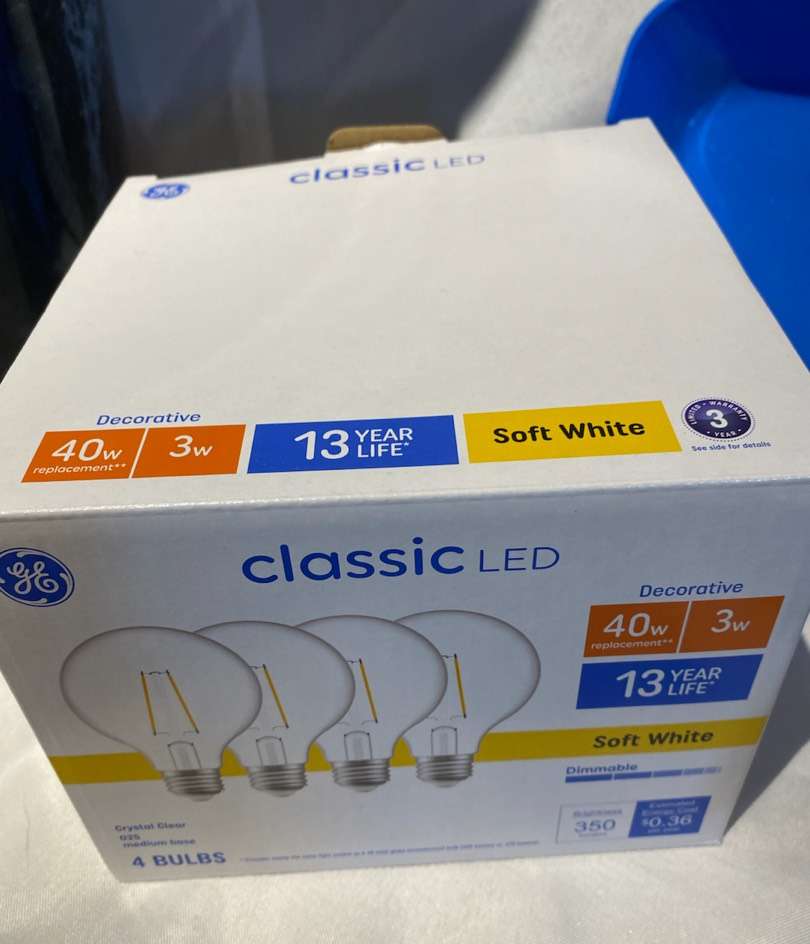 GE
classic LED
Decorative
40w
replacement**
3w
13 YEAR
LIFE*
Soft White
LIMITED WARRANTY
3
YEAR
See side for details
GE
classic LED
Decorative
40w
replacement**
3w
13 YEAR
LIFE*
Soft White
Dimmable
Crystal Clear
G25
medium base
4 BULBS
Brightness
350
lumens
Estimated
Energy Cost
$0.36
per year